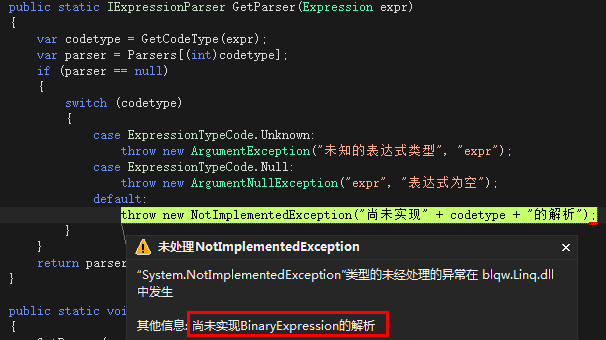 public static IExpressionParser GetParser(Expression expr)
{
var codetype = GetCodeType(expr);
var parser = Parsers[(int)codetype];
if (parser == null)
{
switch (codetype)
{
case ExpressionTypeCode.Unknown:
throw new ArgumentException("未知的表达式类型", "expr");
case ExpressionTypeCode.Null:
throw new ArgumentNullException("expr", "表达式为空");
default:
throw new NotImplementedException("尚未实现" + codetype + "的解析");
}
}
return parser
}
public static voi
{
未处理NotImplementedException
“System.NotImplementedException”类型的未经处理的异常在 blqw.Linq.dll
中发生
其他信息: 尚未实现BinaryExpression的解析